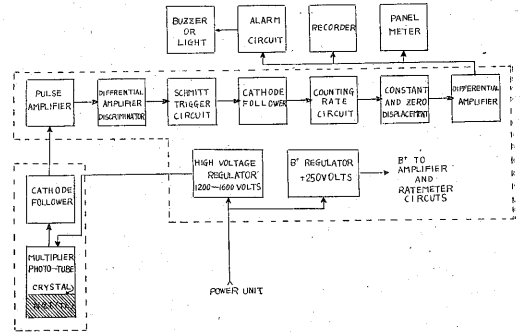 BUZZER
OR
LIGHT
ALARM
CIRCUIT
RECORDER
PANEL
METER
PULSE
AMPLIFIER
DIFFERENTIAL
AMPLIFIER
DISCRIMINATOR
SCHMITT
TRIGGER
CIRCUIT
CATHODE
FOLLOWER
COUNTING
RATE
CIRCUIT
CONSTANT
AND ZERO
DISPLACEMENT
DIFFERENTIAL
AMPLIFIER
HIGH VOLTAGE
REGULATOR
1200~1600 VOLTS
B⁺ REGULATOR
+250VOLTS
B⁺ TO
AMPLIFIER
AND
RATEMETER
CIRCUTS
CATHODE
FOLLOWER
MULTIPLIER
PHOTO-TUBE
CRYSTAL
POWER UNIT